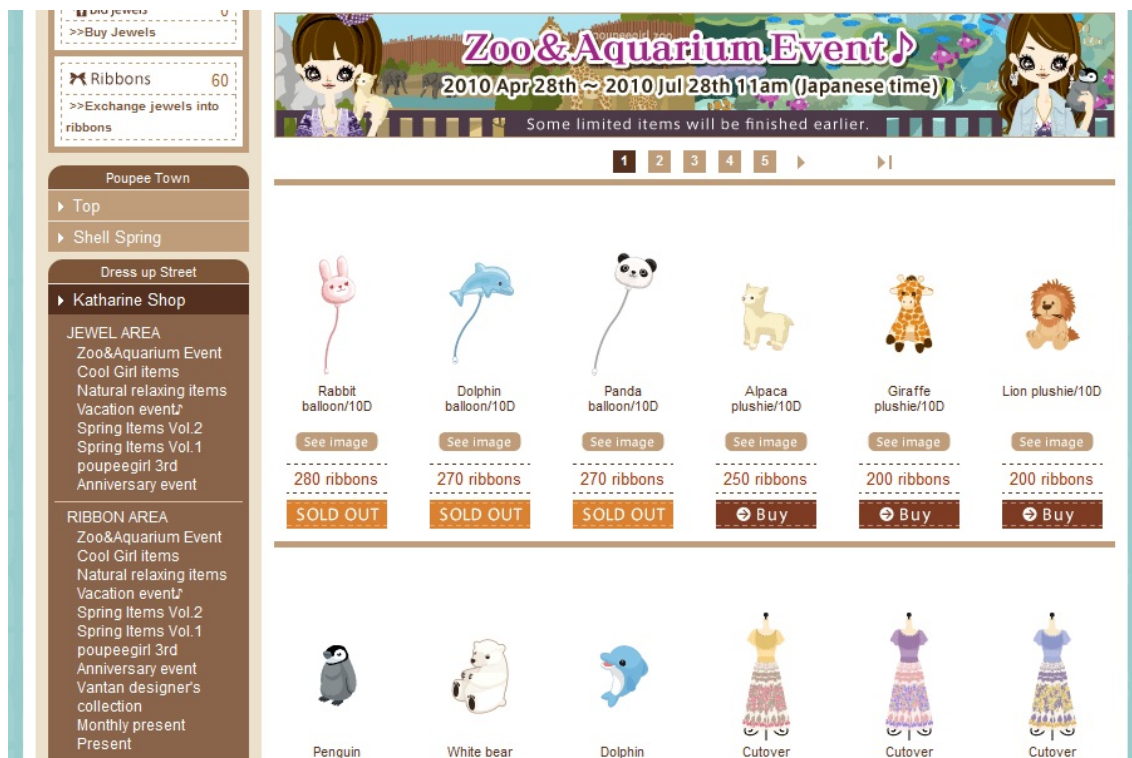 Bid jewels 0
>>Buy Jewels
Ribbons 60
>>Exchange jewels into
ribbons
Poupee Town
Top
Shell Spring
Dress up Street
Katharine Shop
JEWEL AREA
Zoo&Aquarium Event
Cool Girl items
Natural relaxing items
Vacation event♪
Spring Items Vol.2
Spring Items Vol.1
poupeegirl 3rd
Anniversary event
RIBBON AREA
Zoo&Aquarium Event
Cool Girl items
Natural relaxing items
Vacation event♪
Spring Items Vol.2
Spring Items Vol.1
poupeegirl 3rd
Anniversary event
Vantan designer's
collection
Monthly present
Present
poupeegirl zoo
Zoo & Aquarium Event♪
2010 Apr 28th ~ 2010 Jul 28th 11am (Japanese time)
Some limited items will be finished earlier.
1 2 3 4 5
Rabbit
balloon/10D
Dolphin
balloon/10D
Panda
balloon/10D
Alpaca
plushie/10D
Giraffe
plushie/10D
Lion plushie/10D
See image See image See image See image See image See image
280 ribbons 270 ribbons 270 ribbons 250 ribbons 200 ribbons 200 ribbons
SOLD OUT SOLD OUT SOLD OUT Buy Buy Buy
Penguin White bear Dolphin Cutover Cutover Cutover